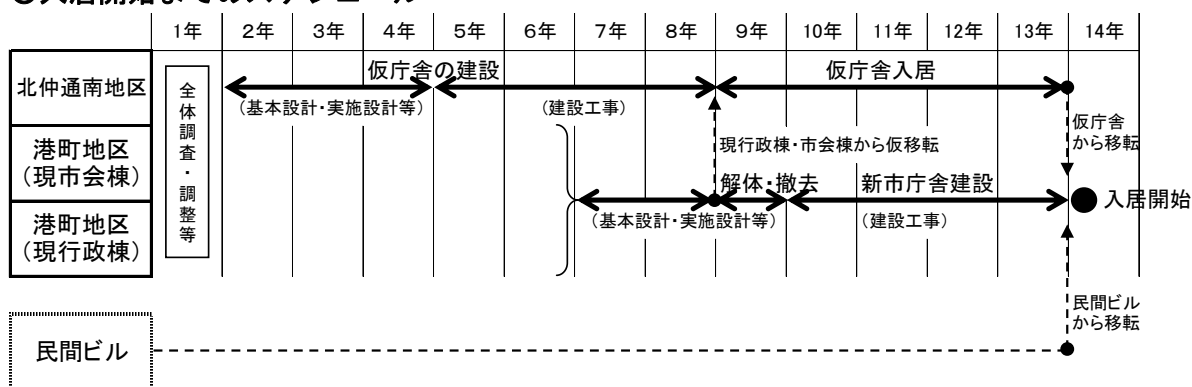 1年 2年 3年 4年 5年 6年 7年 8年 9年 10年 11年 12年 13年 14年
北仲通南地区
全体調査・調整等
仮庁舎の建設
仮庁舎入居
(基本設計・実施設計等)
(建設工事)
仮庁舎
から移転
港町地区
(現市会棟)
現行政棟・市会棟から仮移転
解体・撤去
新市庁舎建設
入居開始
港町地区
(現行政棟)
(基本設計・実施設計等)
(建設工事)
民間ビル
から移転
民間ビル